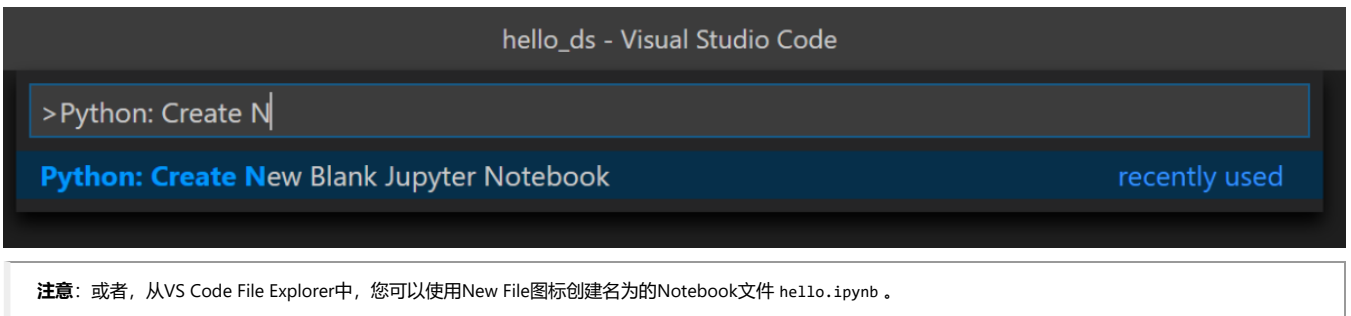 hello_ds - Visual Studio Code
>Python: Create N
Python: Create New Blank Jupyter Notebook recently used
注意：或者，从VS Code File Explorer中，您可以使用New File图标创建名为的Notebook文件 hello.ipynb 。